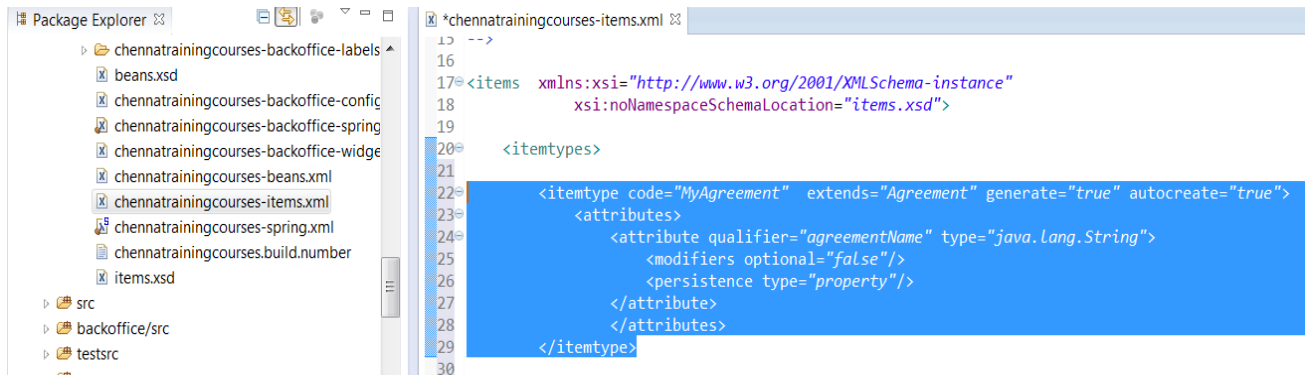 Package Explorer
chennatrainingcourses-backoffice-labels
beans.xsd
chennatrainingcourses-backoffice-config
chennatrainingcourses-backoffice-spring
chennatrainingcourses-backoffice-widge
chennatrainingcourses-beans.xml
chennatrainingcourses-items.xml
chennatrainingcourses-spring.xml
chennatrainingcourses.build.number
items.xsd
src
backoffice/src
testsrc
*chennatrainingcourses-items.xml
15 -->
16
17 <items xmlns:xsi="http://www.w3.org/2001/XMLSchema-instance"
18 xsi:noNamespaceSchemaLocation="items.xsd">
19
20 <itemtypes>
21
22 <itemtype code="MyAgreement" extends="Agreement" generate="true" autocreate="true">
23 <attributes>
24 <attribute qualifier="agreementName" type="java.lang.String">
25 <modifiers optional="false"/>
26 <persistence type="property"/>
27 </attribute>
28 </attributes>
29 </itemtype>
30